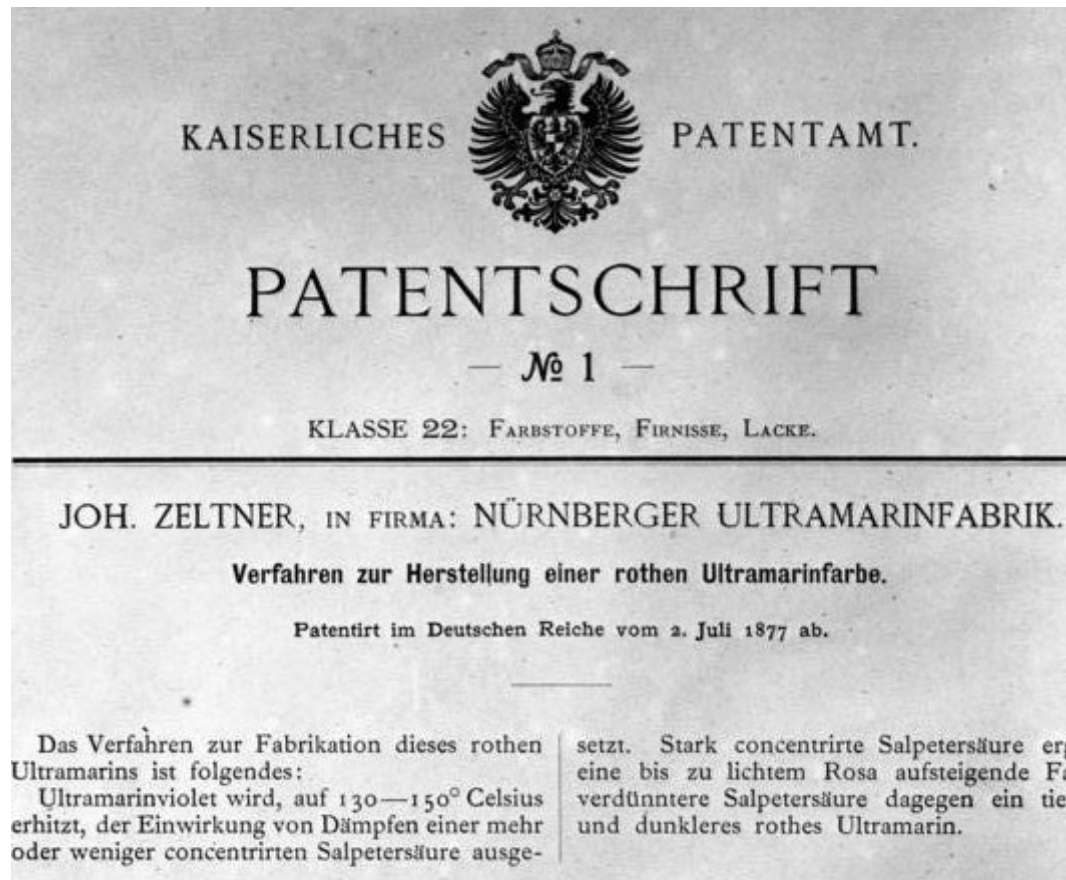 KAISERLICHES PATENTAMT.
PATENTSCHRIFT
— № 1 —
KLASSE 22: FARBSTOFFE, FIRNISSE, LACKE.
JOH. ZELTNER, IN FIRMA: NÜRNBERGER ULTRAMARINFABRIK.
Verfahren zur Herstellung einer rothen Ultramarinfarbe.
Patentirt im Deutschen Reiche vom 2. Juli 1877 ab.
Das Verfahren zur Fabrikation dieses rothen
Ultramarins ist folgendes:
Ultramarinviolet wird, auf 130—150° Celsius
erhitzt, der Einwirkung von Dämpfen einer mehr
oder weniger concentrirten Salpetersäure ausge-
setzt. Stark concentrirte Salpetersäure
eine bis zu lichtem Rosa aufsteigende
verdünntere Salpetersäure dagegen ein
und dunkleres rothes Ultramarin.